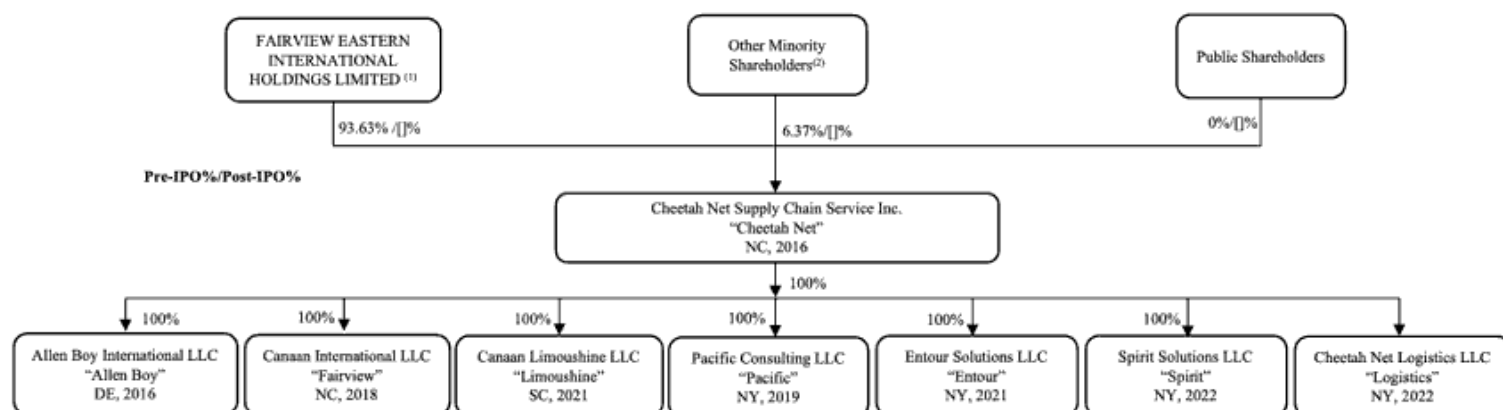 FAIRVIEW EASTERN
INTERNATIONAL
HOLDINGS LIMITED (1)
Other Minority
Shareholders(2)
Public Shareholders
93.63% /[]%
6.37%/[]%
0%/[]%
Pre-IPO%/Post-IPO%
Cheetah Net Supply Chain Service Inc.
“Cheetah Net”
NC, 2016
100%
100%
100%
100%
100%
100%
100%
Allen Boy International LLC
“Allen Boy”
DE, 2016
Canaan International LLC
“Fairview”
NC, 2018
Canaan Limoushine LLC
“Limoushine”
SC, 2021
Pacific Consulting LLC
“Pacific”
NY, 2019
Entour Solutions LLC
“Entour”
NY, 2021
Spirit Solutions LLC
“Spirit”
NY, 2022
Cheetah Net Logistics LLC
“Logistics”
NY, 2022